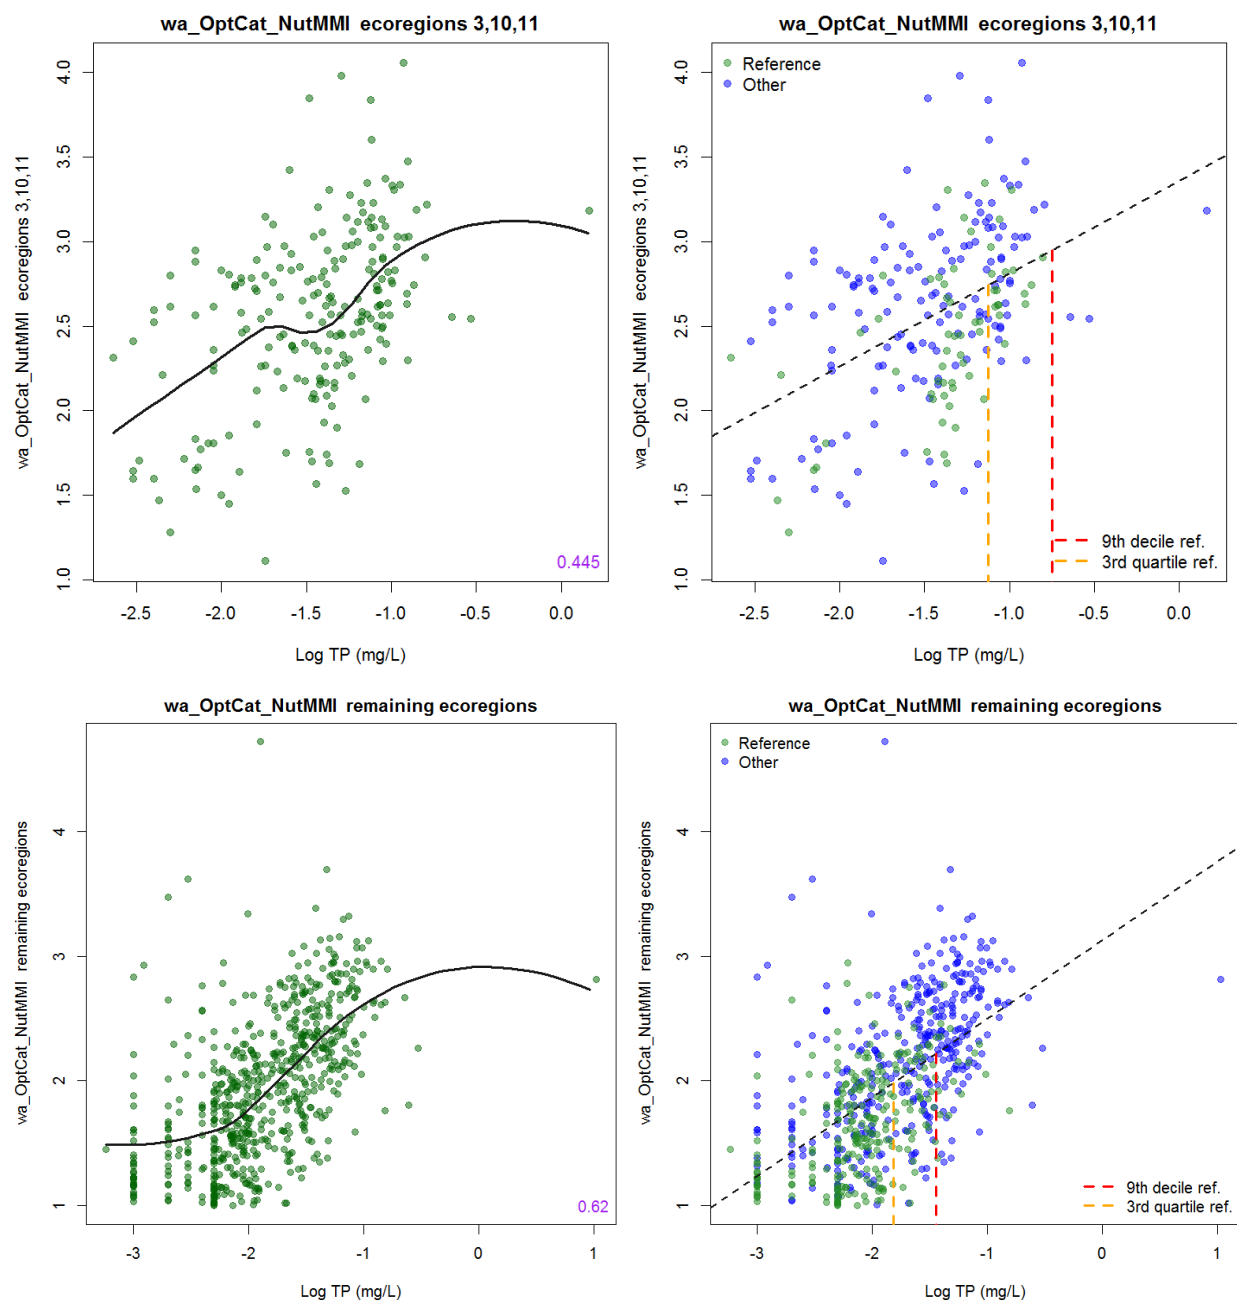 wa_OptCat_NutMMI ecoregions 3,10,11
wa_OptCat_NutMMI ecoregions 3,10,11
4.0
3.5
3.0
2.5
2.0
1.5
1.0
0.445
-2.5 -2.0 -1.5 -1.0 -0.5 0.0
Log TP (mg/L)
wa_OptCat_NutMMI ecoregions 3,10,11
wa_OptCat_NutMMI ecoregions 3,10,11
4.0
3.5
3.0
2.5
2.0
1.5
1.0
Reference
Other
9th decile ref.
3rd quartile ref.
-2.5 -2.0 -1.5 -1.0 -0.5 0.0
Log TP (mg/L)
wa_OptCat_NutMMI remaining ecoregions
wa_OptCat_NutMMI remaining ecoregions
4
3
2
1
0.62
-3 -2 -1 0 1
Log TP (mg/L)
wa_OptCat_NutMMI remaining ecoregions
wa_OptCat_NutMMI remaining ecoregions
4
3
2
1
Reference
Other
9th decile ref.
3rd quartile ref.
-3 -2 -1 0 1
Log TP (mg/L)